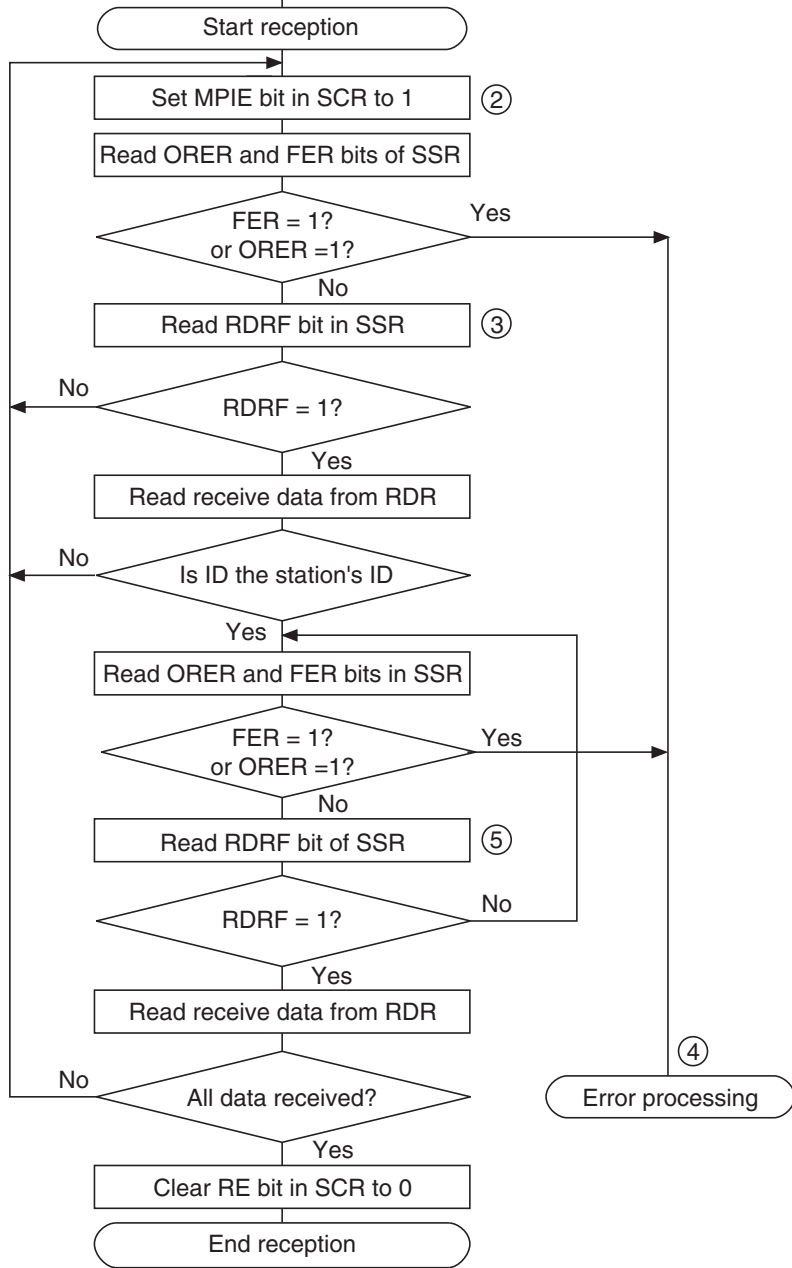 Start reception
Set MPIE bit in SCR to 1
②
Read ORER and FER bits of SSR
FER = 1?
or ORER =1?
Yes
No
Read RDRF bit in SSR
③
RDRF = 1?
No
Yes
Read receive data from RDR
Is ID the station's ID
No
Yes
Read ORER and FER bits in SSR
FER = 1?
or ORER =1?
Yes
No
Read RDRF bit of SSR
⑤
RDRF = 1?
No
Yes
Read receive data from RDR
All data received?
No
④
Error processing
Yes
Clear RE bit in SCR to 0
End reception